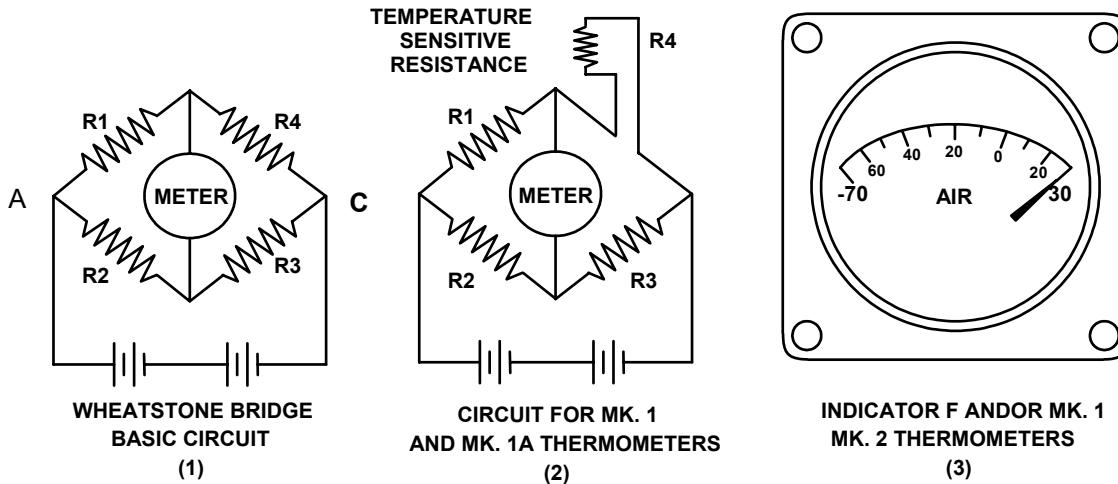 R1
R4
A
METER
C
R2
R3
WHEATSTONE BRIDGE
BASIC CIRCUIT
(1)
TEMPERATURE
SENSITIVE
RESISTANCE
R4
R1
METER
R2
R3
CIRCUIT FOR MK. 1
AND MK. 1A THERMOMETERS
(2)
-70 60 40 20 0 20 30
AIR
INDICATOR F ANDOR MK. 1
MK. 2 THERMOMETERS
(3)